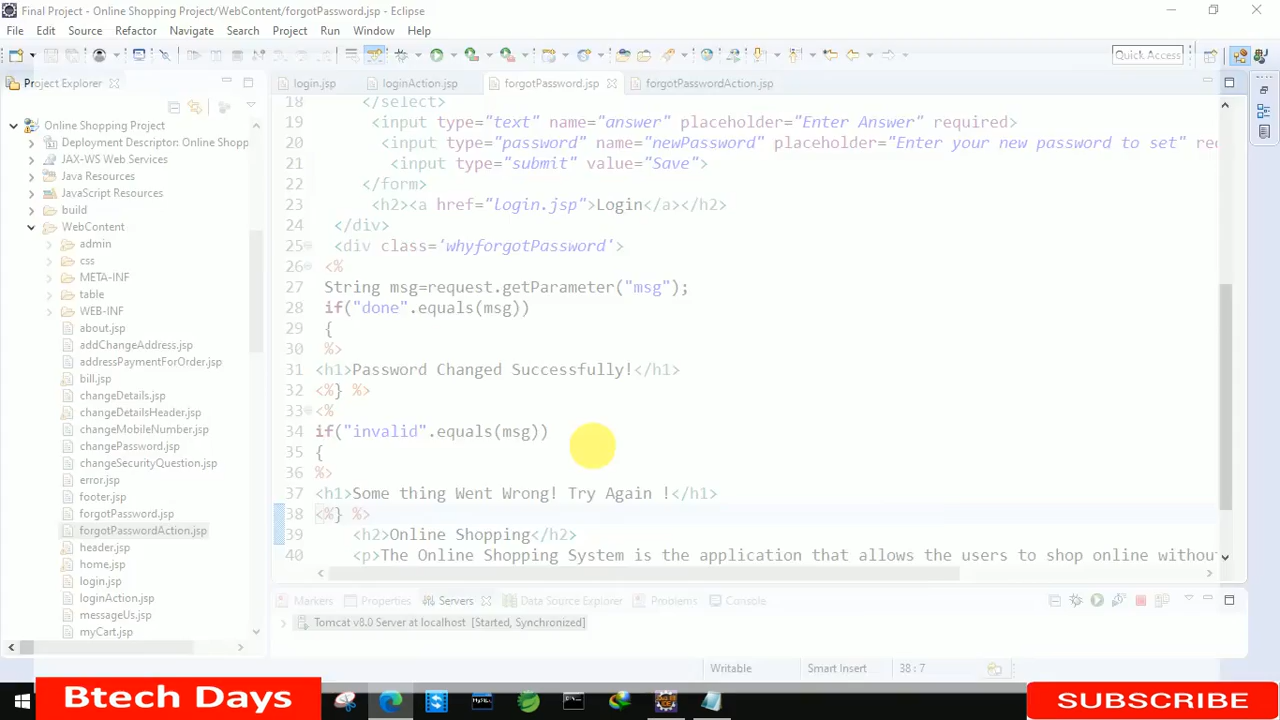 Final Project - Online Shopping Project/WebContent/forgotPassword.jsp - Eclipse
File Edit Source Refactor Navigate Search Project Run Window Help
Quick Access
Project Explorer
login.jsp loginAction.jsp forgotPassword.jsp forgotPasswordAction.jsp
Online Shopping Project
Deployment Descriptor: Online Shopp
JAX-WS Web Services
Java Resources
JavaScript Resources
build
WebContent
admin
css
META-INF
table
WEB-INF
about.jsp
addChangeAddress.jsp
addressPaymentForOrder.jsp
bill.jsp
changeDetails.jsp
changeDetailsHeader.jsp
changeMobileNumber.jsp
changePassword.jsp
changeSecurityQuestion.jsp
error.jsp
footer.jsp
forgotPassword.jsp
forgotPasswordAction.jsp
header.jsp
home.jsp
login.jsp
loginAction.jsp
messageUs.jsp
myCart.jsp
18 </select>
19 <input type="text" name="answer" placeholder="Enter Answer" required>
20 <input type="password" name="newPassword" placeholder="Enter your new password to set" req
21 <input type="submit" value="Save">
22 </form>
23 <h2><a href="login.jsp">Login</a></h2>
24 </div>
25 <div class='whyforgotPassword'>
26 <%
27 String msg=request.getParameter("msg");
28 if("done".equals(msg))
29 {
30 %>
31 <h1>Password Changed Successfully!</h1>
32 <%} %>
33 <%
34 if("invalid".equals(msg))
35 {
36 %>
37 <h1>Some thing Went Wrong! Try Again !</h1>
38 <%} %>
39 <h2>Online Shopping</h2>
40 <p>The Online Shopping System is the application that allows the users to shop online withou
Markers Properties Servers Data Source Explorer Problems Console
Tomcat v8.0 Server at localhost [Started, Synchronized]
Writable Smart Insert 38 : 7
Btech Days
SUBSCRIBE